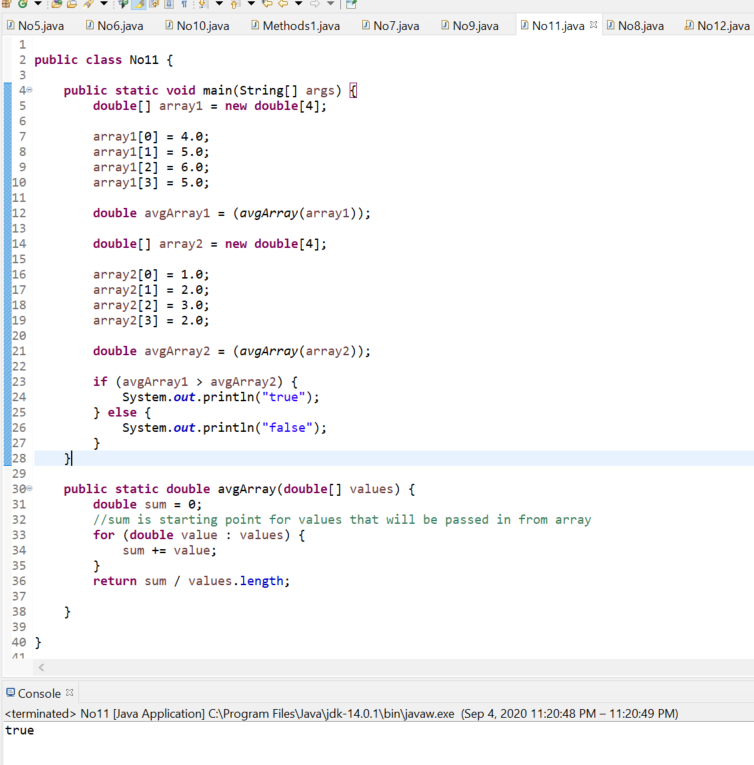 No5.java No6.java No10.java Methods1.java No7.java No9.java No11.java No8.java No12.java
1
2 public class No11 {
3
4 public static void main(String[] args) {
5 double[] array1 = new double[4];
6
7 array1[0] = 4.0;
8 array1[1] = 5.0;
9 array1[2] = 6.0;
10 array1[3] = 5.0;
11
12 double avgArray1 = (avgArray(array1));
13
14 double[] array2 = new double[4];
15
16 array2[0] = 1.0;
17 array2[1] = 2.0;
18 array2[2] = 3.0;
19 array2[3] = 2.0;
20
21 double avgArray2 = (avgArray(array2));
22
23 if (avgArray1 > avgArray2) {
24 System.out.println("true");
25 } else {
26 System.out.println("false");
27 }
28 }
29
30 public static double avgArray(double[] values) {
31 double sum = 0;
32 //sum is starting point for values that will be passed in from array
33 for (double value : values) {
34 sum += value;
35 }
36 return sum / values.length;
37
38 }
39
40 }
41
Console
<terminated> No11 [Java Application] C:\Program Files\Java\jdk-14.0.1\bin\javaw.exe (Sep 4, 2020 11:20:48 PM – 11:20:49 PM)
true